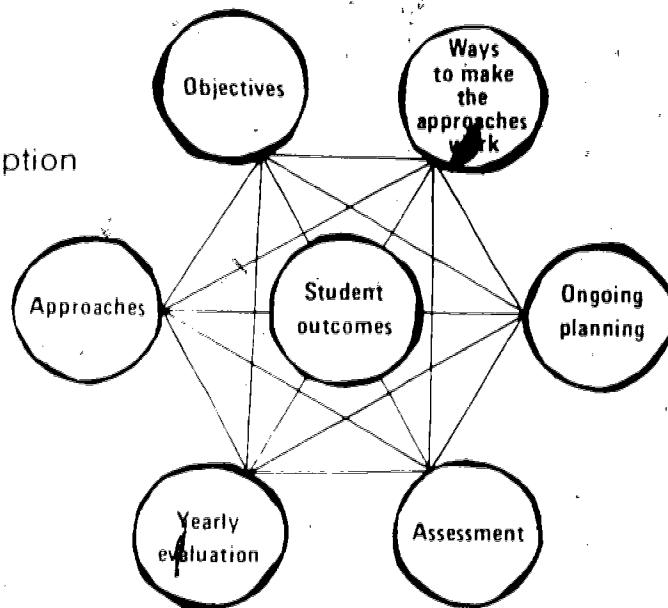 Objectives
Ways
to make
the
approaches
work
ption
Approaches
Student
outcomes
Ongoing
planning
Yearly
evaluation
Assessment